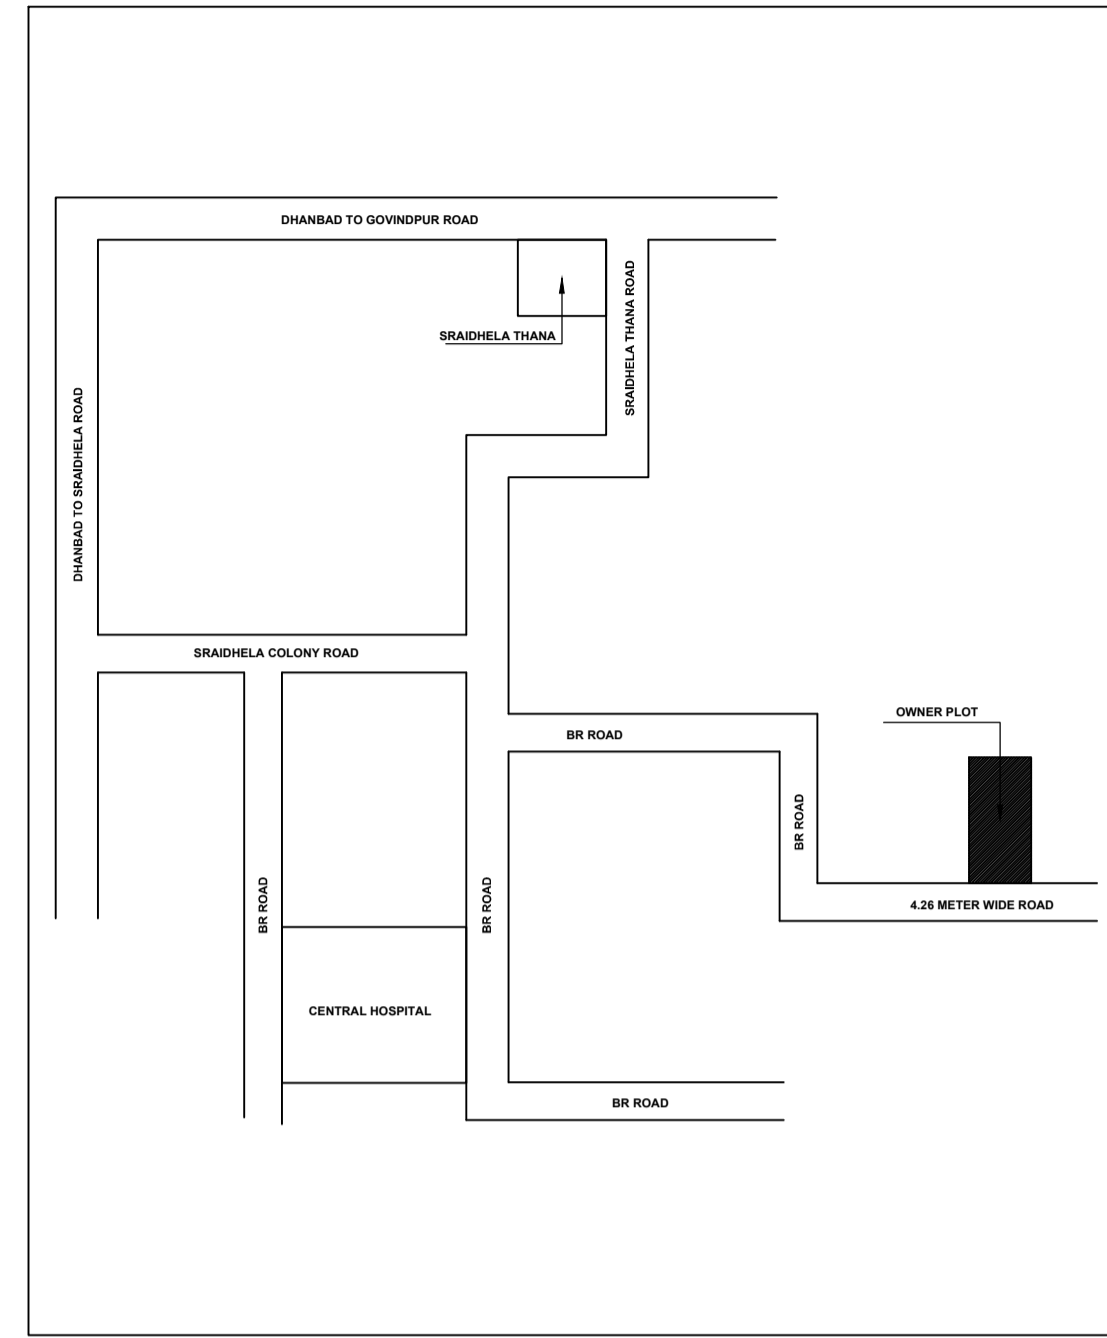 DHANBAD TO GOVINDPUR ROAD
SRAIDHELA THANA ROAD
SRAIDHELA THANA
DHANBAD TO SRAIDHELA ROAD
SRAIDHELA COLONY ROAD
OWNER PLOT
BR ROAD
BR ROAD
BR ROAD
BR ROAD
4.26 METER WIDE ROAD
CENTRAL HOSPITAL
BR ROAD